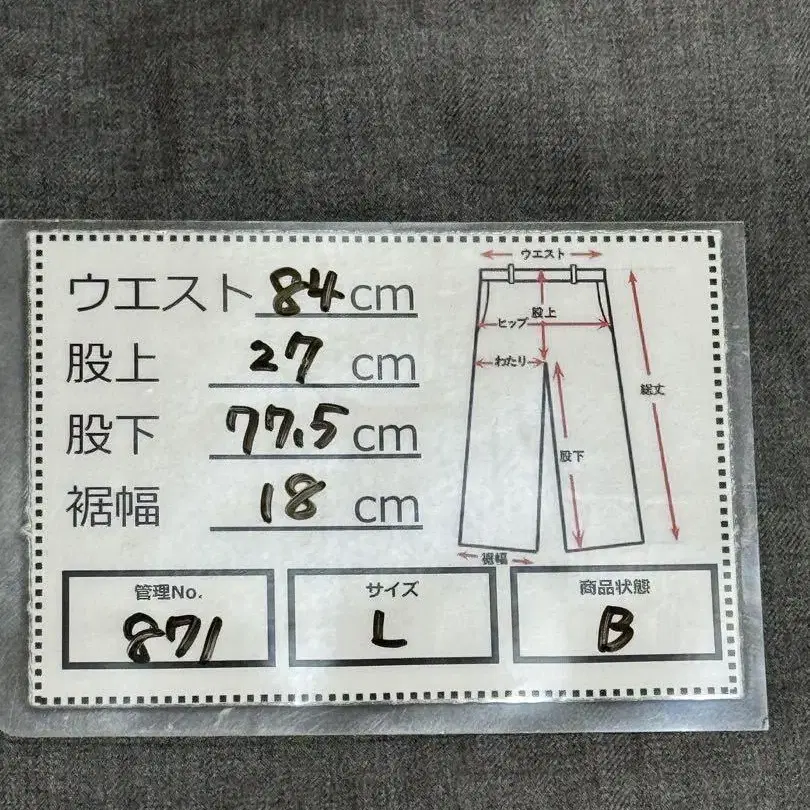 ウエスト 84 cm
股上 27 cm
股下 77.5 cm
裾幅 18 cm
ウエスト
股上
ヒップ
わたり
総丈
股下
裾幅
管理No.
871
サイズ
L
商品状態
B